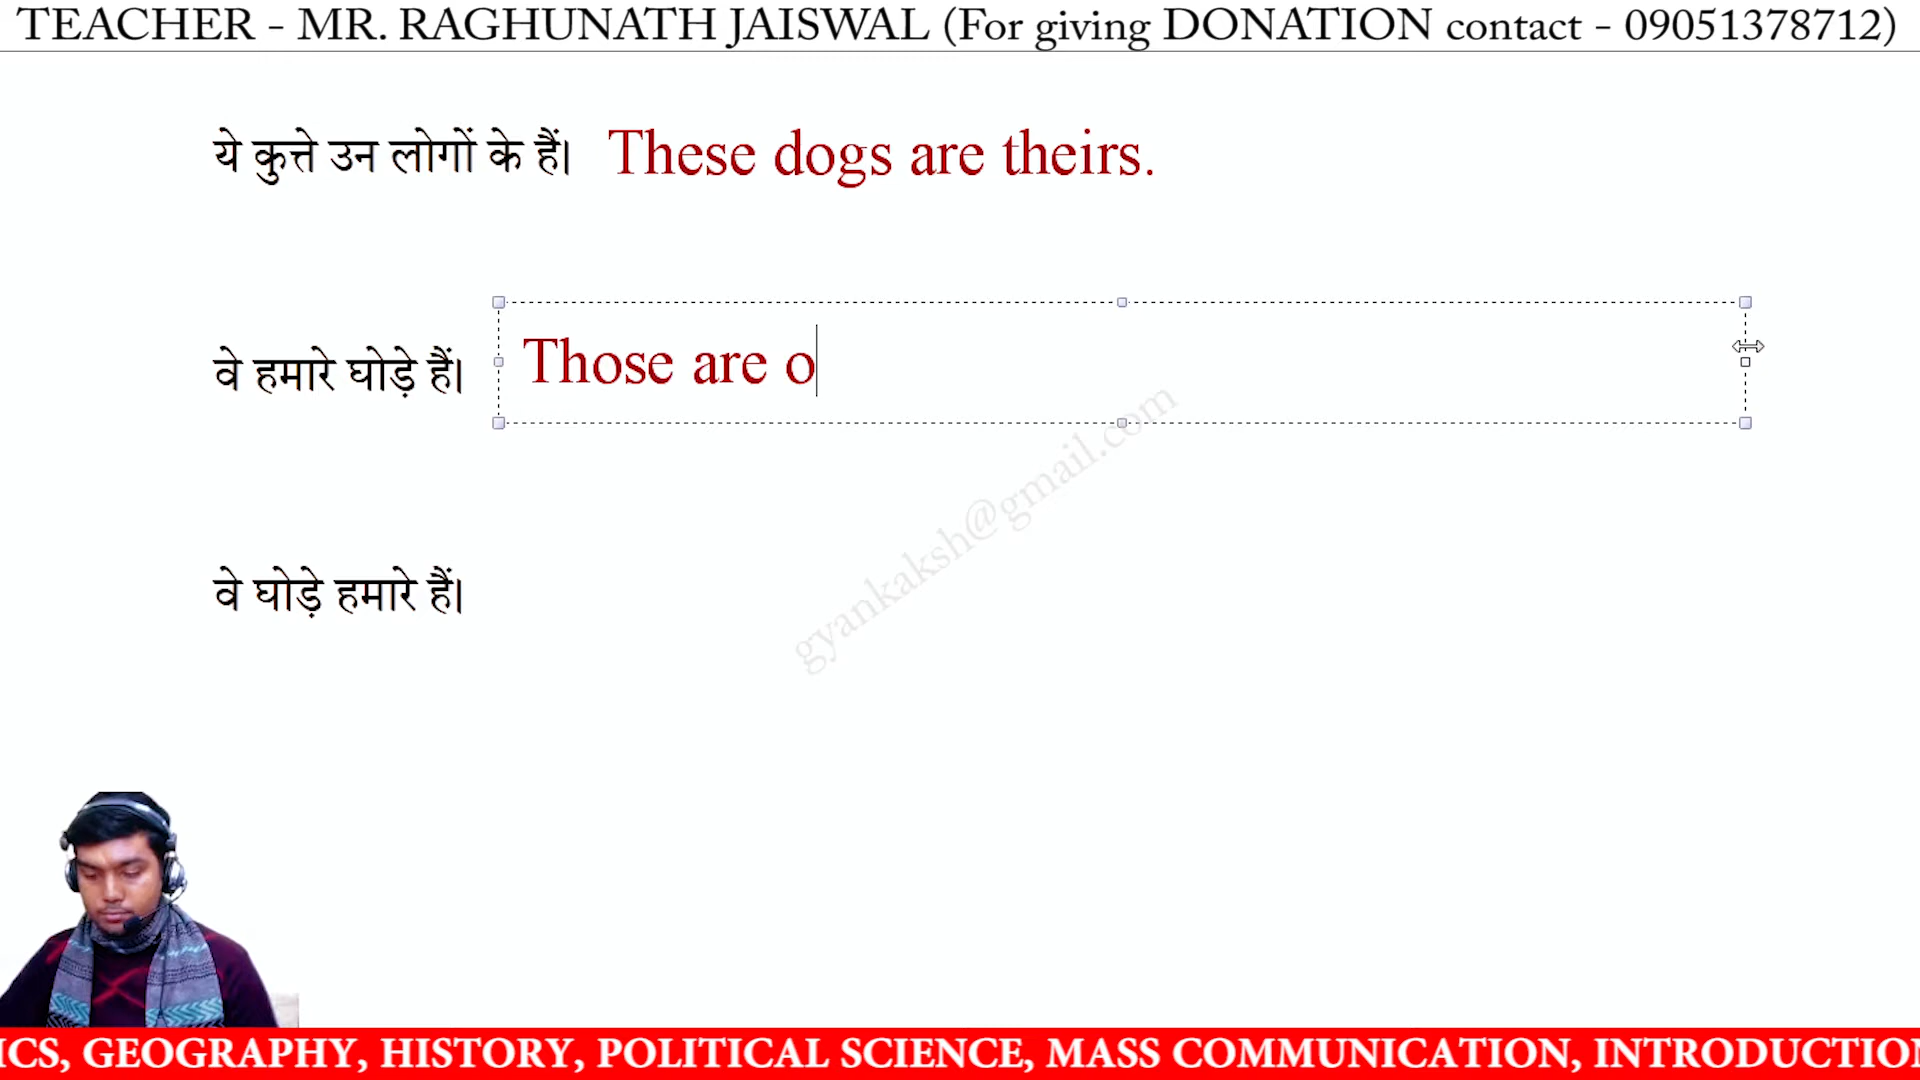 TEACHER - MR. RAGHUNATH JAISWAL (For giving DONATION contact - 09051378712)
ये कुत्ते उन लोगों के हैं। These dogs are theirs.
वे हमारे घोड़े हैं। Those are o
वे घोड़े हमारे हैं।
gyankaksh@gmail.com
ICS, GEOGRAPHY, HISTORY, POLITICAL SCIENCE, MASS COMMUNICATION, INTRODUCTION